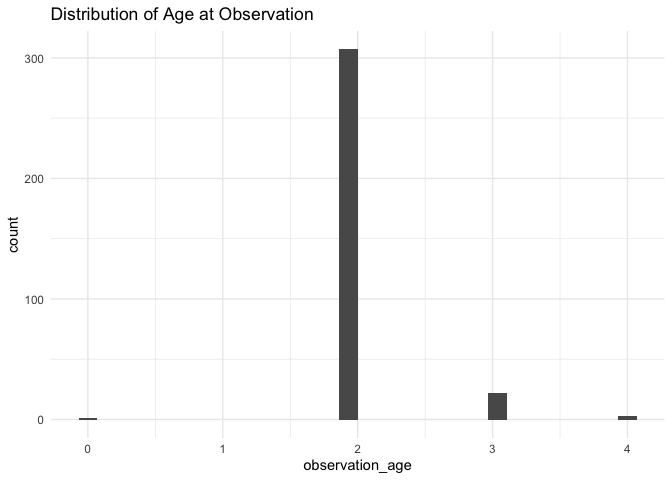 Distribution of Age at Observation
300
200
100
0
count
0 1 2 3 4
observation_age